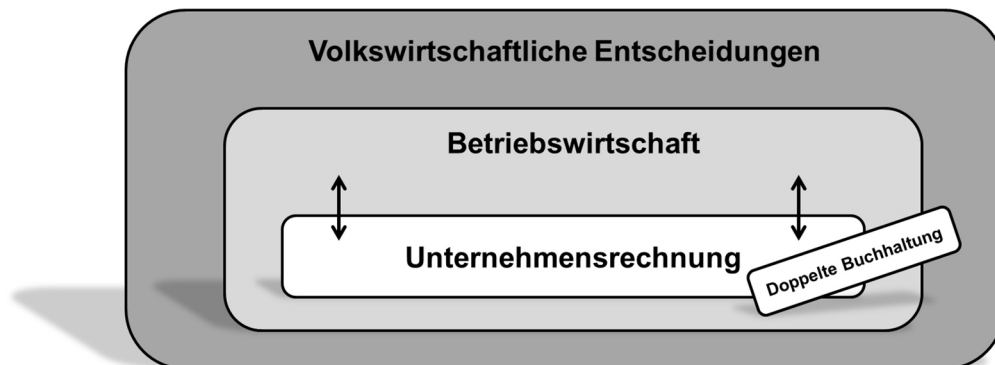 Volkswirtschaftliche Entscheidungen
Betriebswirtschaft
Unternehmensrechnung
Doppelte Buchhaltung